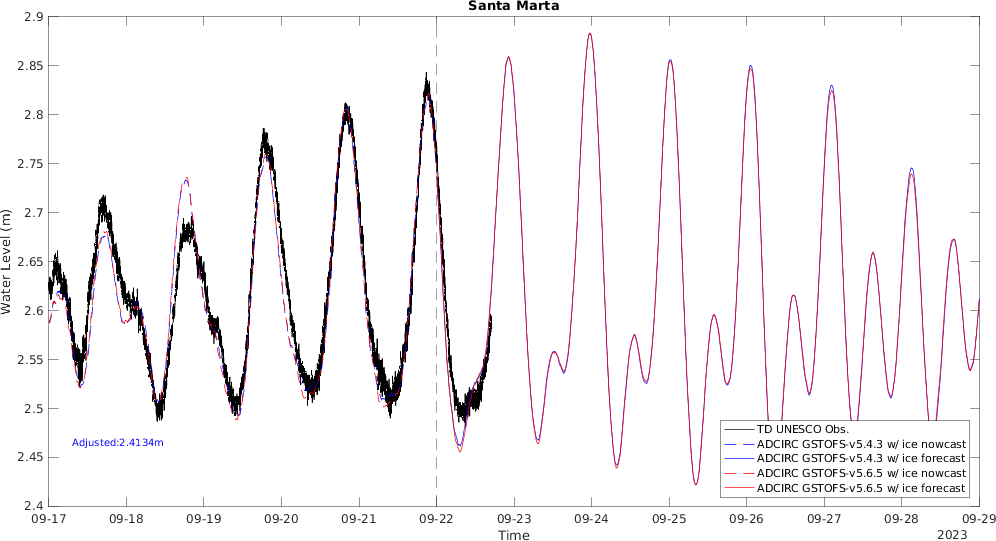 Santa Marta
Water Level (m)
2.9
2.85
2.8
2.75
2.7
2.65
2.6
2.55
2.5
2.45
2.4
Adjusted:2.4134m
TD UNESCO Obs.
ADCIRC GSTOFS-v5.4.3 w/ ice nowcast
ADCIRC GSTOFS-v5.4.3 w/ ice forecast
ADCIRC GSTOFS-v5.6.5 w/ ice nowcast
ADCIRC GSTOFS-v5.6.5 w/ ice forecast
09-17 09-18 09-19 09-20 09-21 09-22 09-23 09-24 09-25 09-26 09-27 09-28 09-29
Time
2023